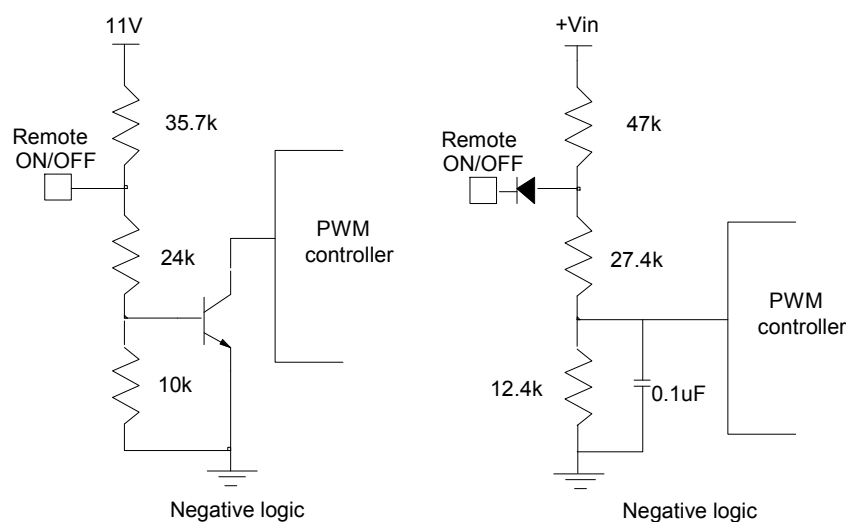 11V
35.7k
Remote
ON/OFF
24k
10k
PWM
controller
Negative logic
+Vin
47k
Remote
ON/OFF
27.4k
12.4k
0.1uF
PWM
controller
Negative logic